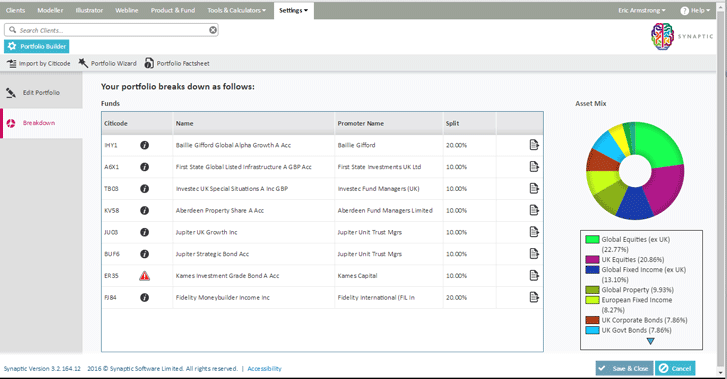 Clients Modeller Illustrator Webline Product & Fund Tools & Calculators Settings Eric Armstrong Help
Search Clients...
SYNAPTIC
Portfolio Builder
Import by Citicode Portfolio Wizard Portfolio Factsheet
Edit Portfolio
Breakdown
Your portfolio breaks down as follows:
Funds
Citicode Name Promoter Name Split
IHY1 Baillie Gifford Global Alpha Growth A Acc Baillie Gifford 20.00%
A6X1 First State Global Listed Infrastructure A GBP Acc First State Investments UK Ltd 10.00%
TB03 Investec UK Special Situations A Inc GBP Investec Fund Managers (UK) 10.00%
KV58 Aberdeen Property Share A Acc Aberdeen Fund Managers Limited 10.00%
JU03 Jupiter UK Growth Inc Jupiter Unit Trust Mgrs 10.00%
BUF6 Jupiter Strategic Bond Acc Jupiter Unit Trust Mgrs 10.00%
ER35 Kames Investment Grade Bond A Acc Kames Capital 10.00%
FJ84 Fidelity Moneybuilder Income Inc Fidelity International (FIL In 20.00%
Asset Mix
Global Equities (ex UK)
(22.77%)
UK Equities (20.86%)
Global Fixed Income (ex UK)
(13.10%)
Global Property (9.93%)
European Fixed Income
(8.27%)
UK Corporate Bonds (7.86%)
UK Govt Bonds (7.86%)
Synaptic Version 3.2.164.12 2016 © Synaptic Software Limited. All rights reserved. | Accessibility
Save & Close Cancel